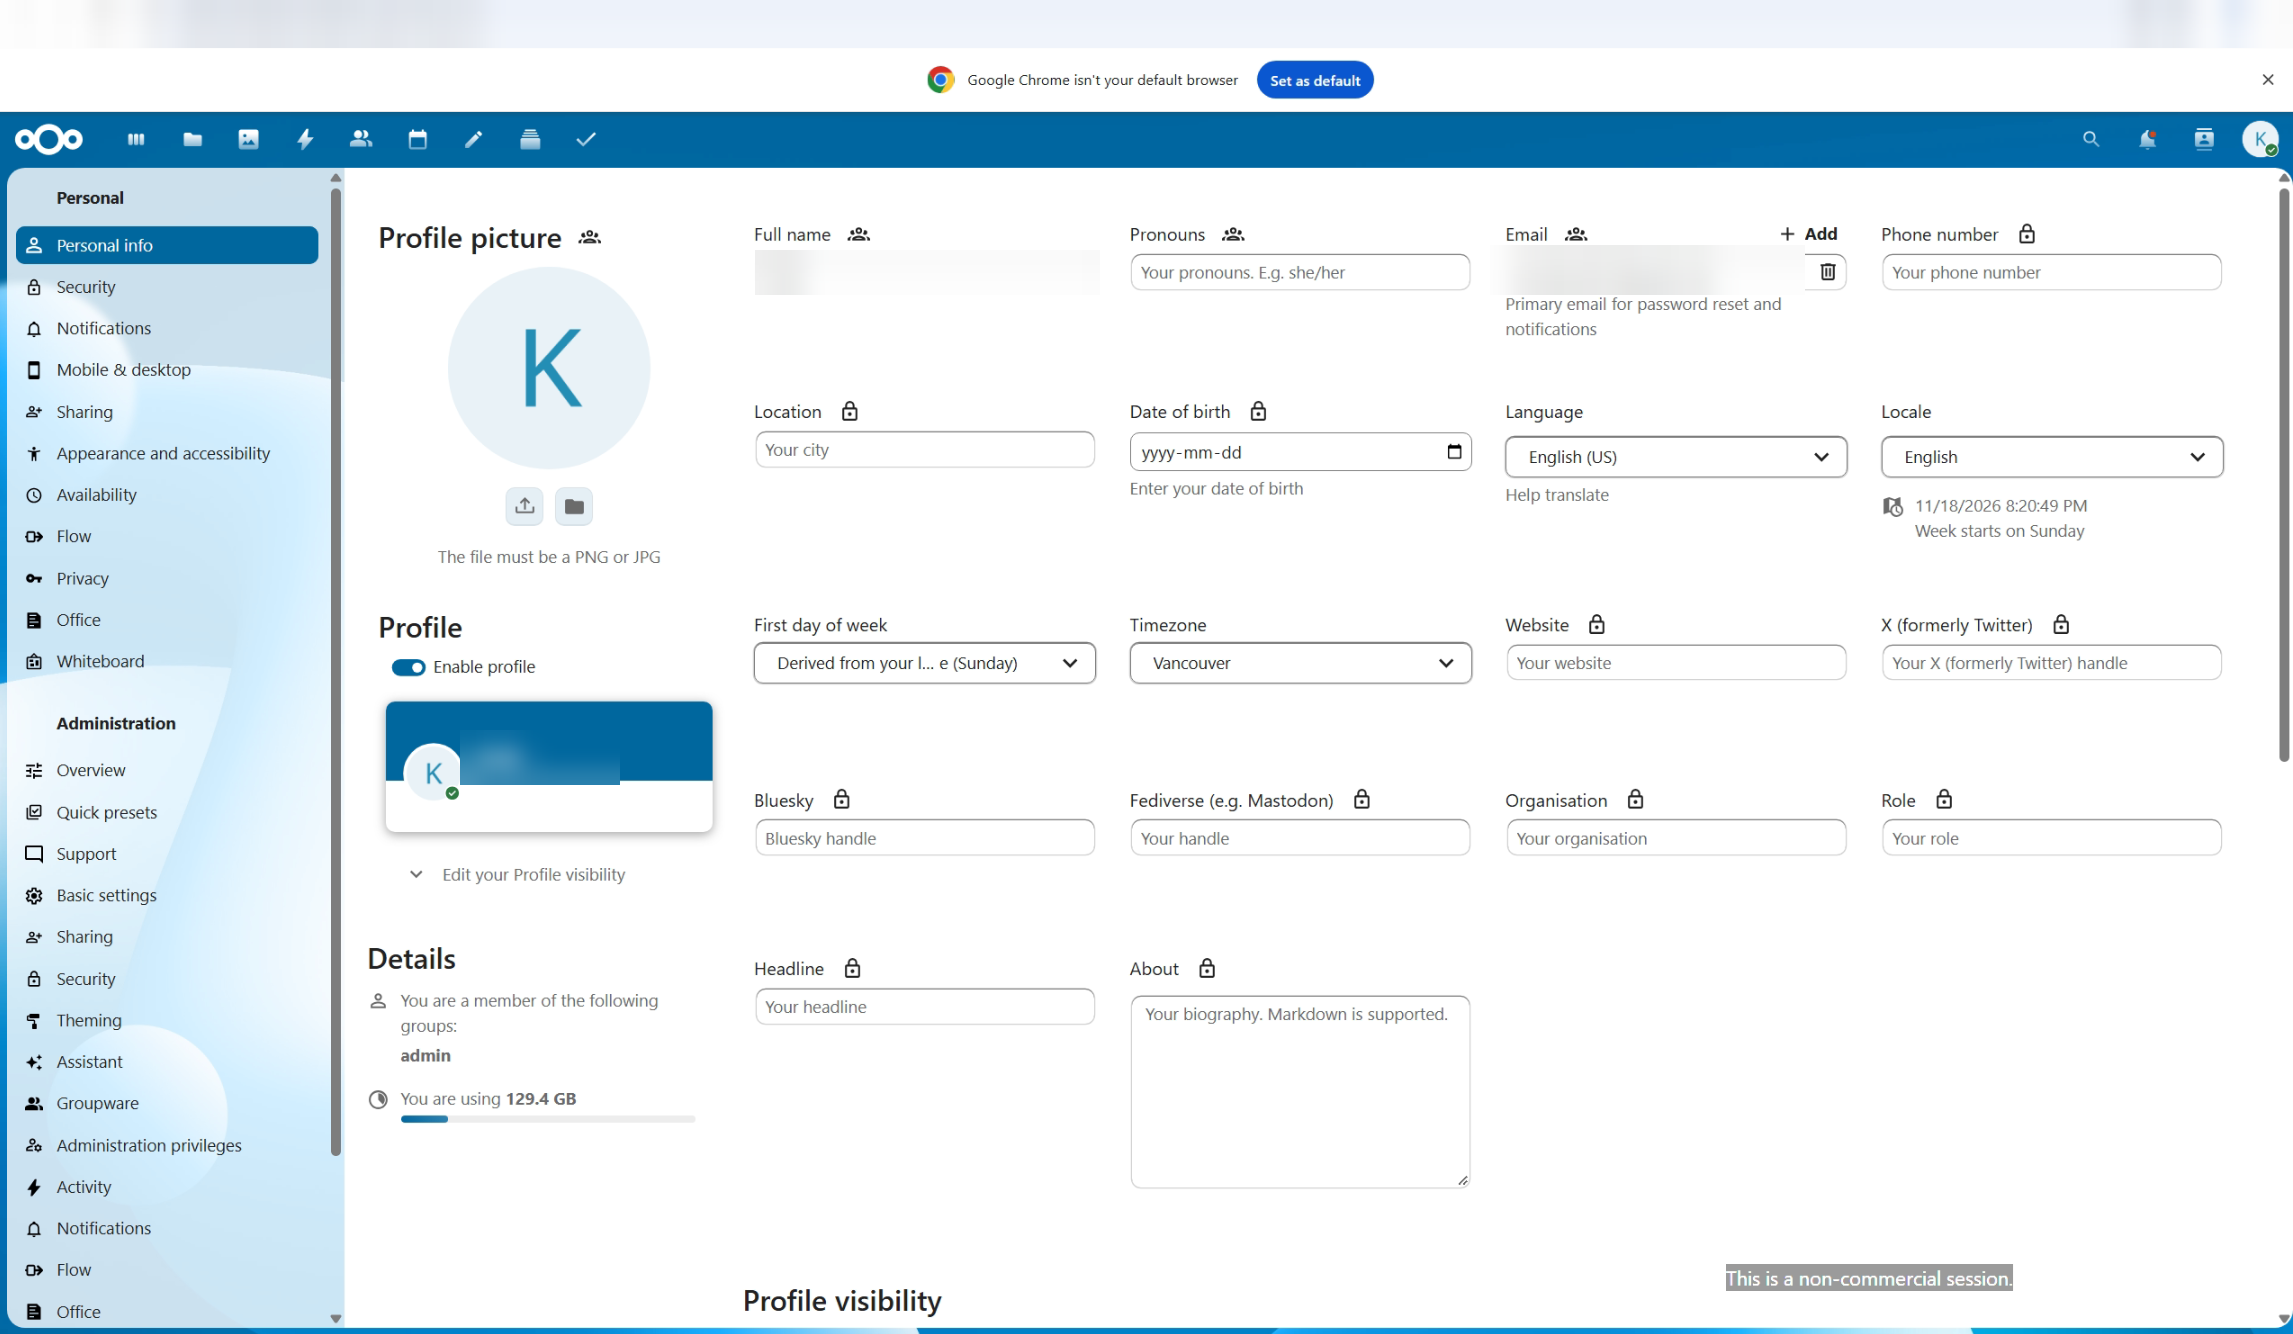 Google Chrome isn't your default browser
Set as default
K
Personal
Personal info
Security
Notifications
Mobile & desktop
Sharing
Appearance and accessibility
Availability
Flow
Privacy
Office
Whiteboard
Administration
Overview
Quick presets
Support
Basic settings
Sharing
Security
Theming
Assistant
Groupware
Administration privileges
Activity
Notifications
Flow
Office
Profile picture
K
The file must be a PNG or JPG
Profile
Enable profile
K
Edit your Profile visibility
Details
You are a member of the following
groups:
admin
You are using 129.4 GB
Full name
Pronouns
Your pronouns. E.g. she/her
Email
Add
Primary email for password reset and
notifications
Phone number
Your phone number
Location
Your city
Date of birth
yyyy-mm-dd
Enter your date of birth
Language
English (US)
Help translate
Locale
English
11/18/2026 8:20:49 PM
Week starts on Sunday
First day of week
Derived from your l... e (Sunday)
Timezone
Vancouver
Website
Your website
X (formerly Twitter)
Your X (formerly Twitter) handle
Bluesky
Bluesky handle
Fediverse (e.g. Mastodon)
Your handle
Organisation
Your organisation
Role
Your role
Headline
Your headline
About
Your biography. Markdown is supported.
Profile visibility
This is a non-commercial session.